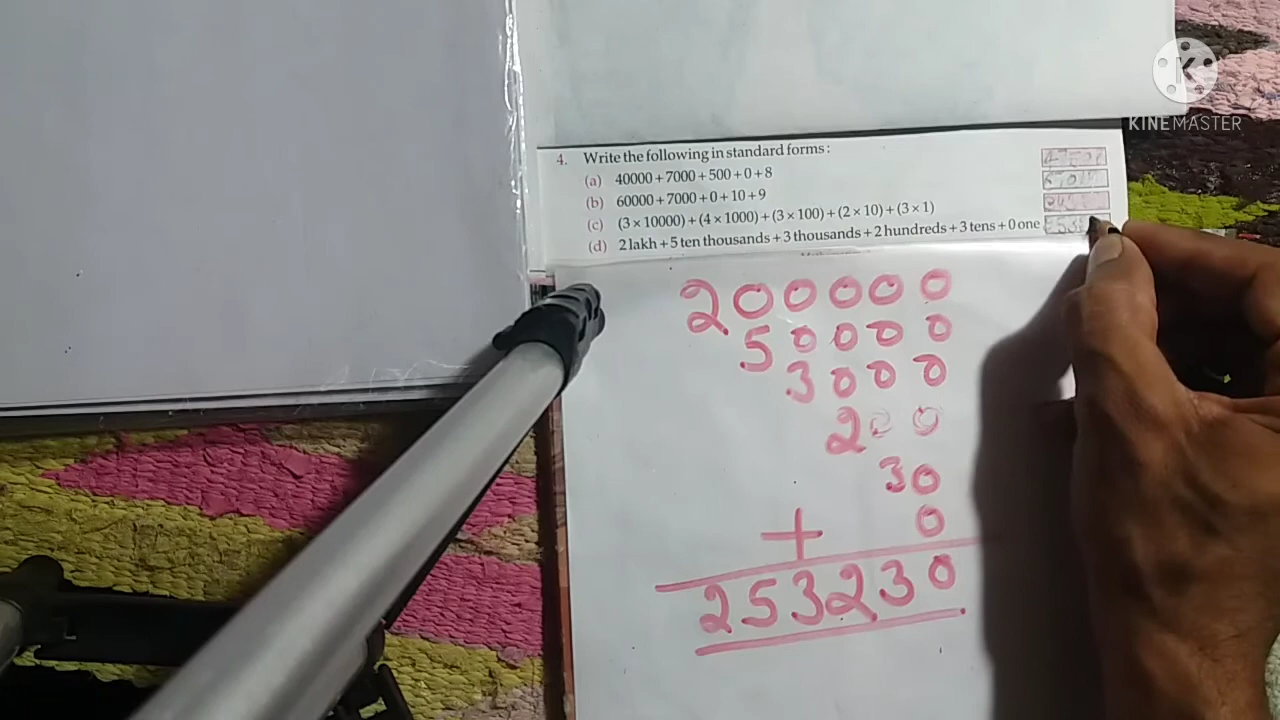 KINEMASTER
4. Write the following in standard forms :
(a) 40000 + 7000 + 500 + 0 + 8
(b) 60000 + 7000 + 0 + 10 + 9
(c) (3 × 10000) + (4 × 1000) + (3 × 100) + (2 × 10) + (3 × 1)
(d) 2 lakh + 5 ten thousands + 3 thousands + 2 hundreds + 3 tens + 0 one
200000
50000
3000
200
30
+ 0
253230